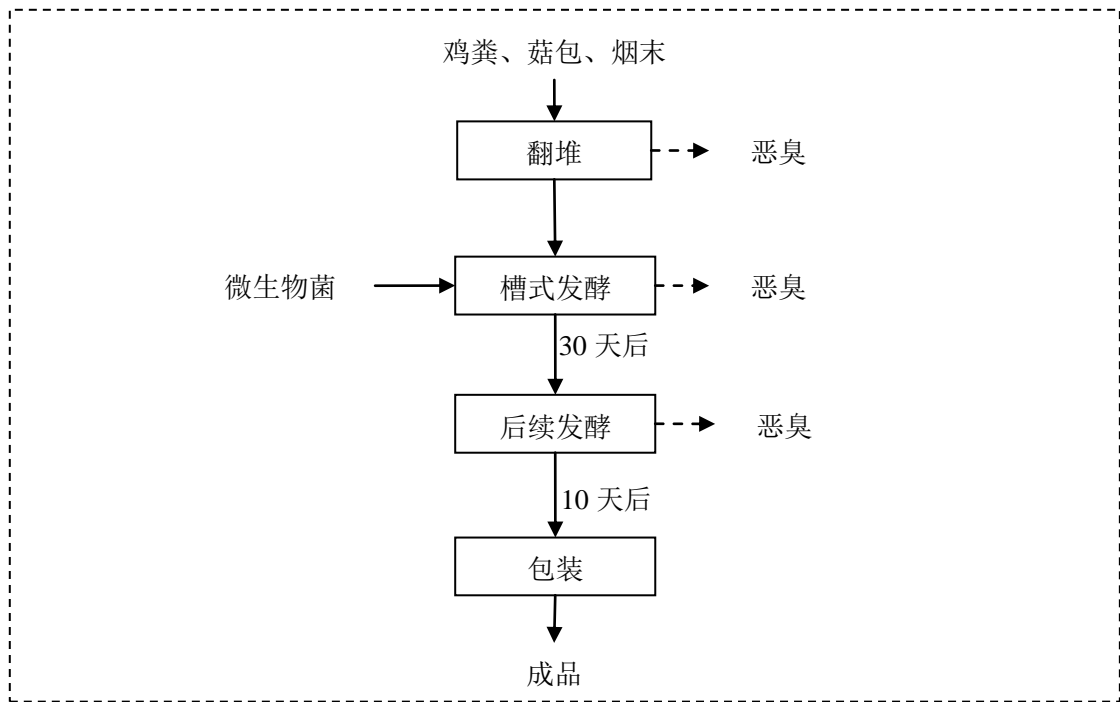 鸡粪、菇包、烟末
翻堆
恶臭
微生物菌
槽式发酵
恶臭
30 天后
后续发酵
恶臭
10 天后
包装
成品